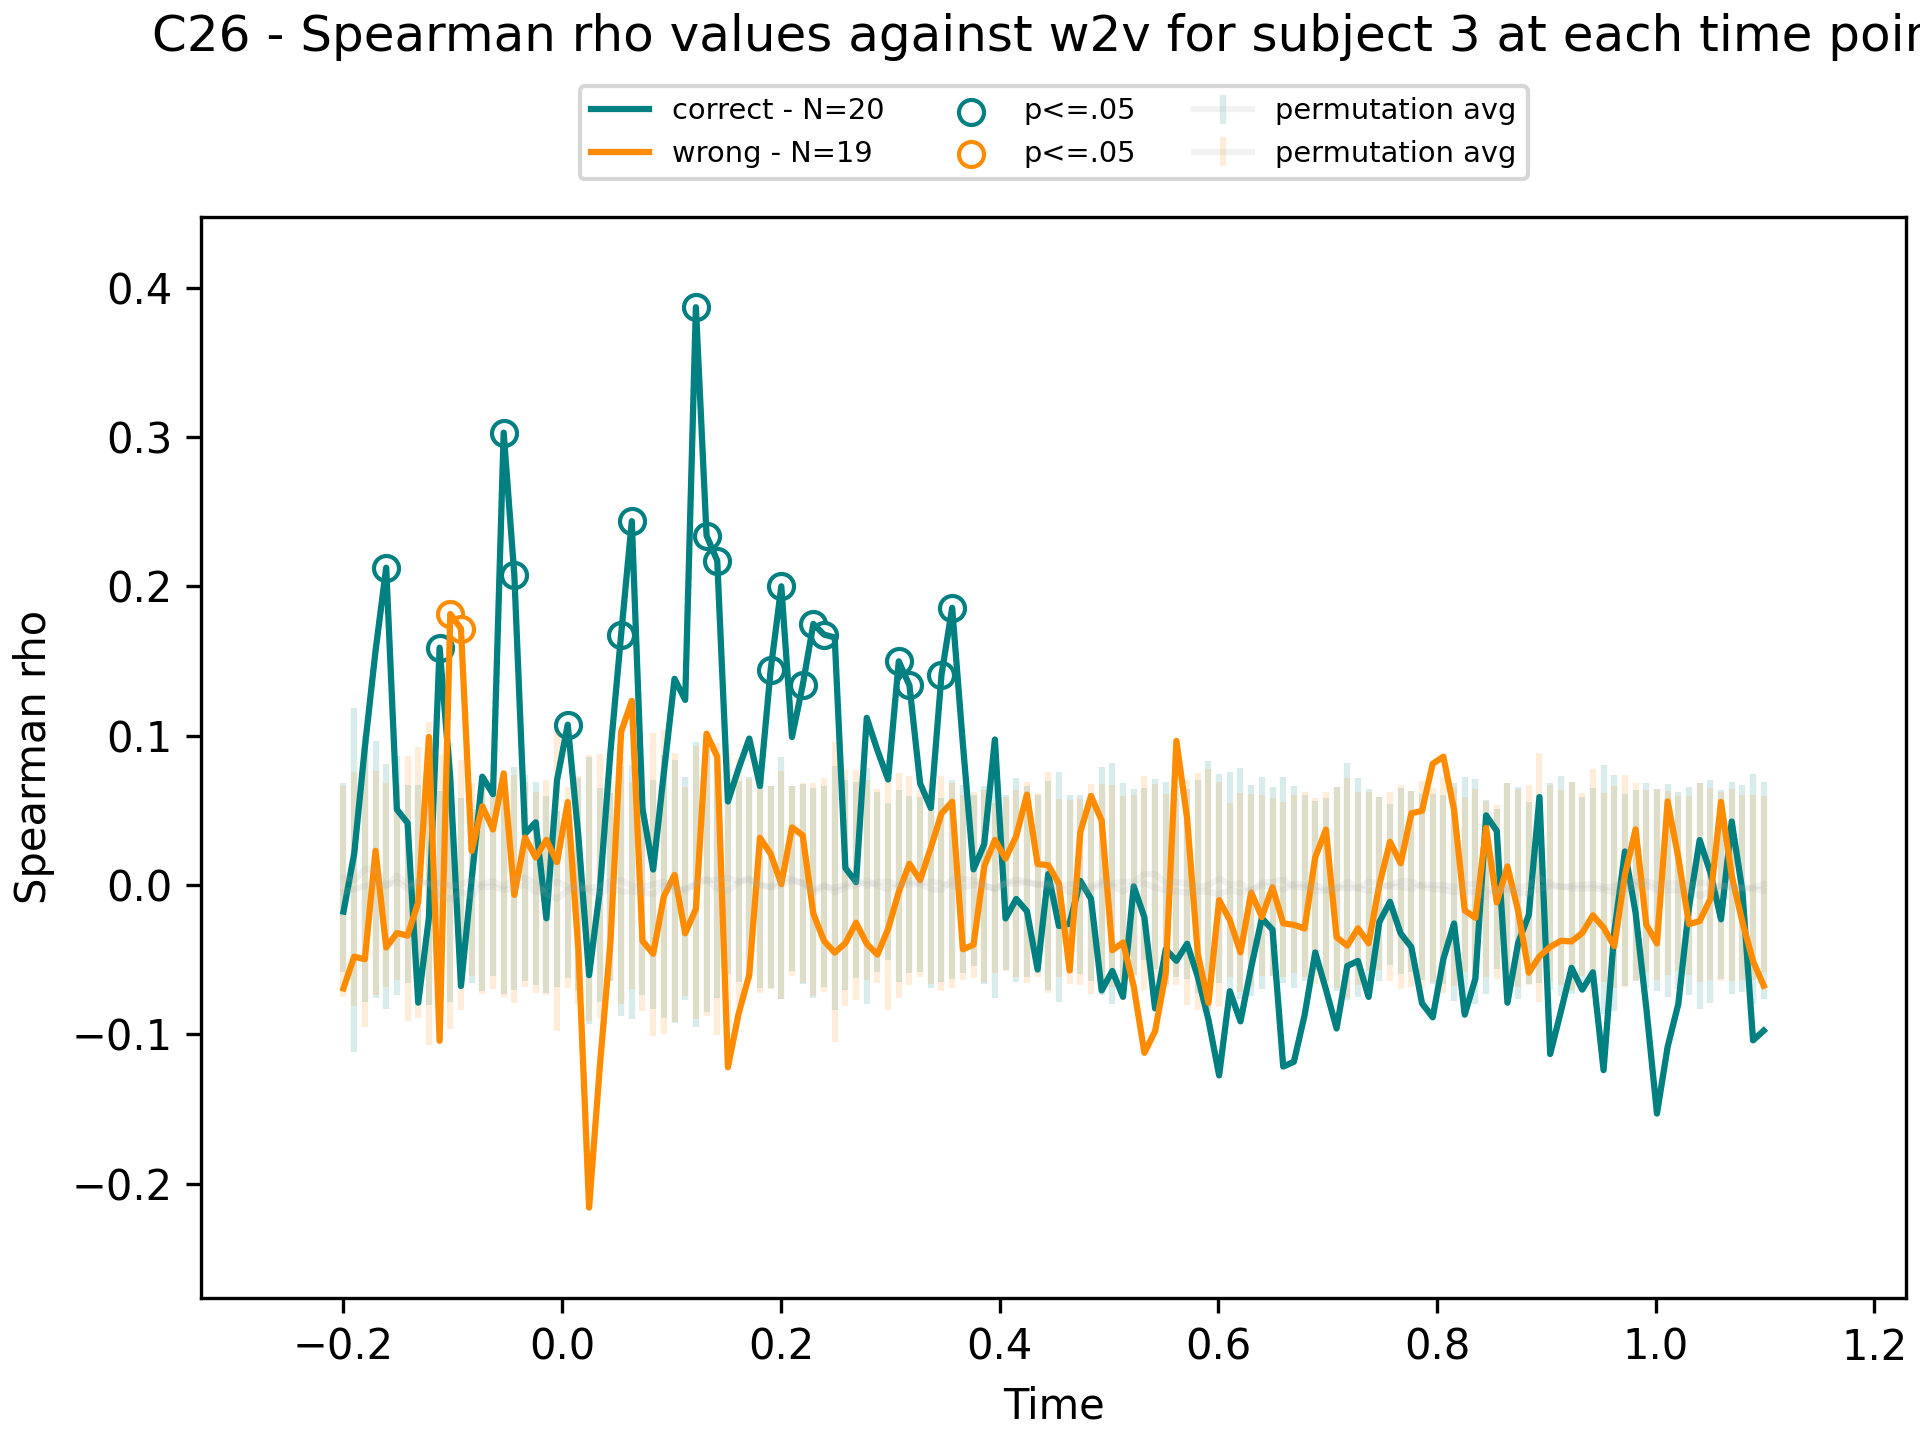 C26 - Spearman rho values against w2v for subject 3 at each time poin
correct - N=20 p<=.05 permutation avg
wrong - N=19 p<=.05 permutation avg
Spearman rho
0.4
0.3
0.2
0.1
0.0
−0.1
−0.2
−0.2 0.0 0.2 0.4 0.6 0.8 1.0 1.2
Time